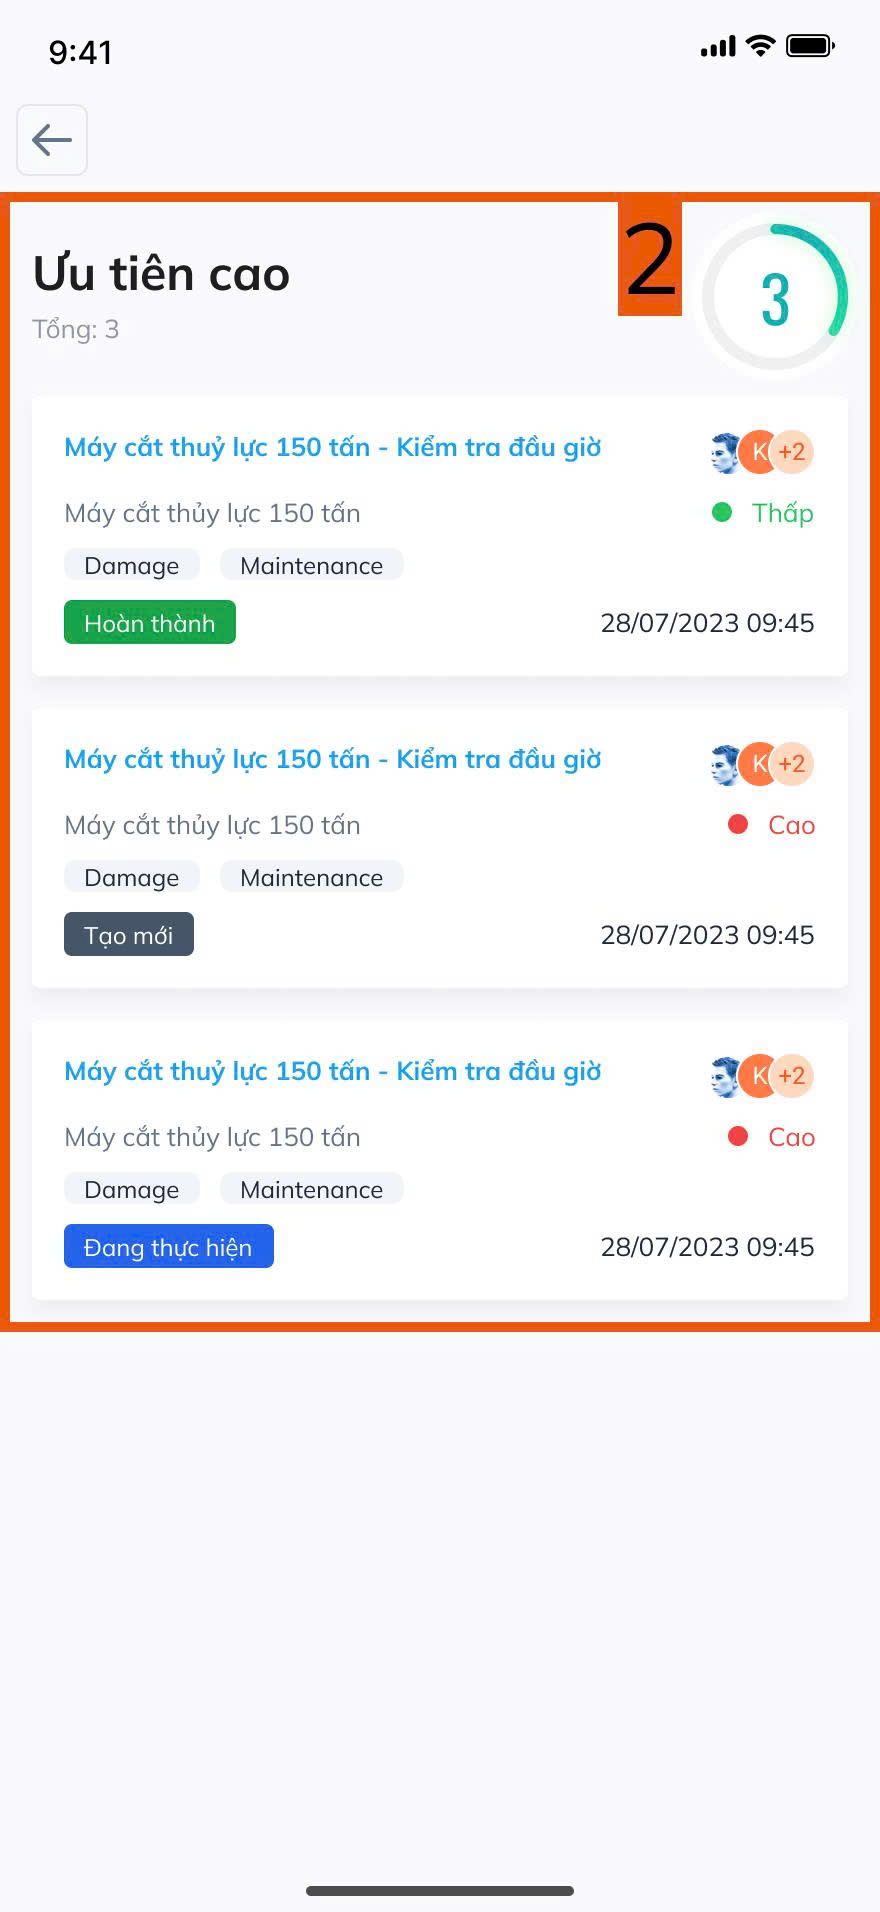 9:41
2
3
Ưu tiên cao
Tổng: 3
Máy cắt thuỷ lực 150 tấn - Kiểm tra đầu giờ
K +2
Máy cắt thủy lực 150 tấn
Thấp
Damage Maintenance
Hoàn thành
28/07/2023 09:45
Máy cắt thuỷ lực 150 tấn - Kiểm tra đầu giờ
K +2
Máy cắt thủy lực 150 tấn
Cao
Damage Maintenance
Tạo mới
28/07/2023 09:45
Máy cắt thuỷ lực 150 tấn - Kiểm tra đầu giờ
K +2
Máy cắt thủy lực 150 tấn
Cao
Damage Maintenance
Đang thực hiện
28/07/2023 09:45